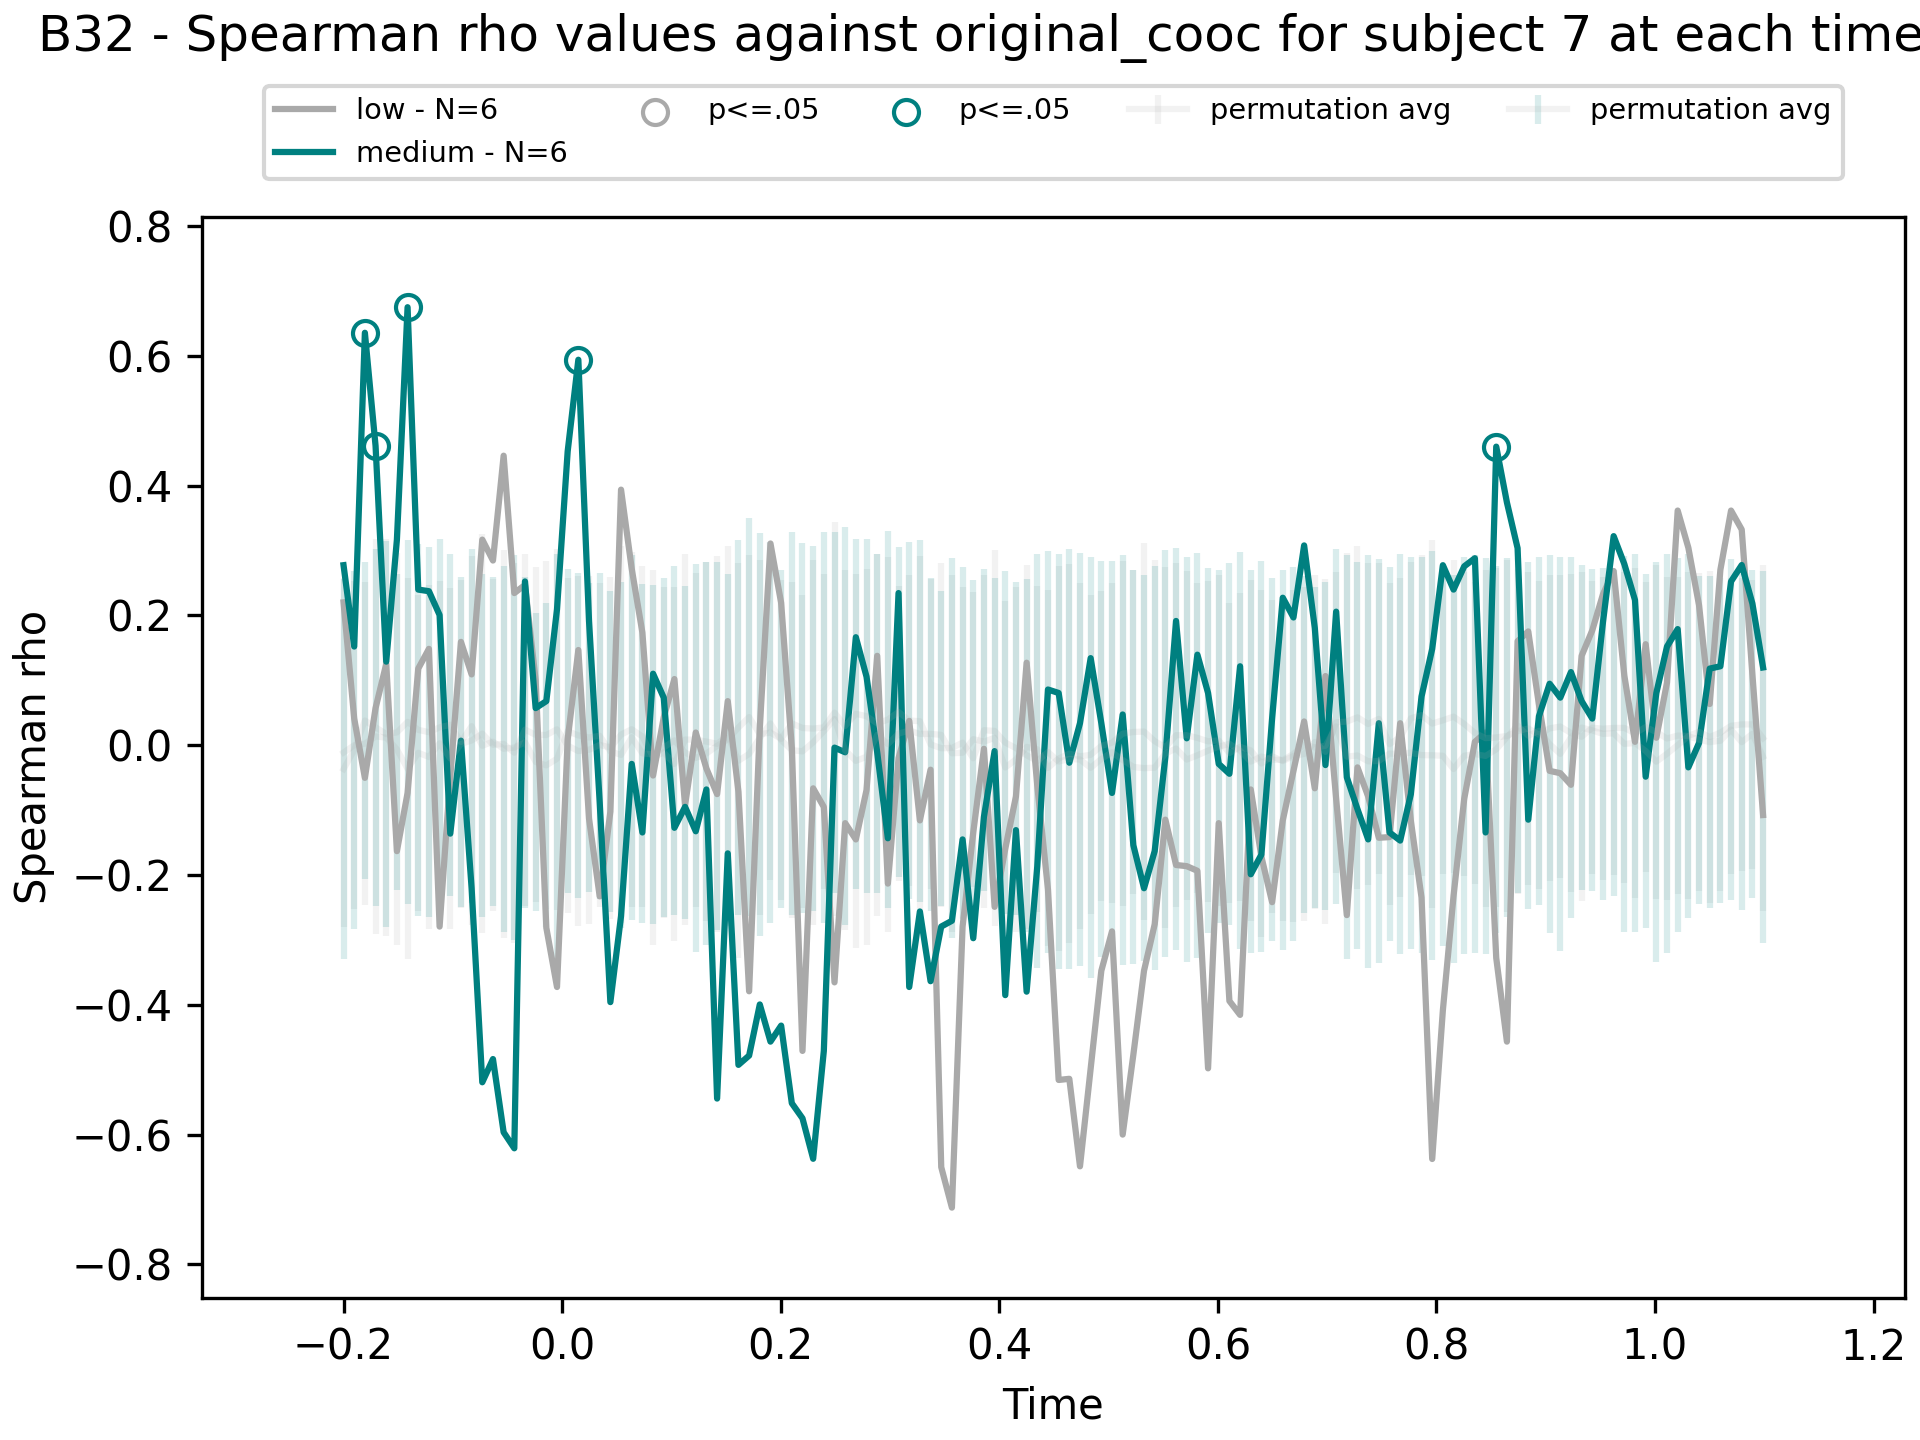 B32 - Spearman rho values against original_cooc for subject 7 at each time
low - N=6
medium - N=6
p<=.05
p<=.05
permutation avg
permutation avg
Spearman rho
0.8
0.6
0.4
0.2
0.0
−0.2
−0.4
−0.6
−0.8
−0.2
0.0
0.2
0.4
0.6
0.8
1.0
1.2
Time